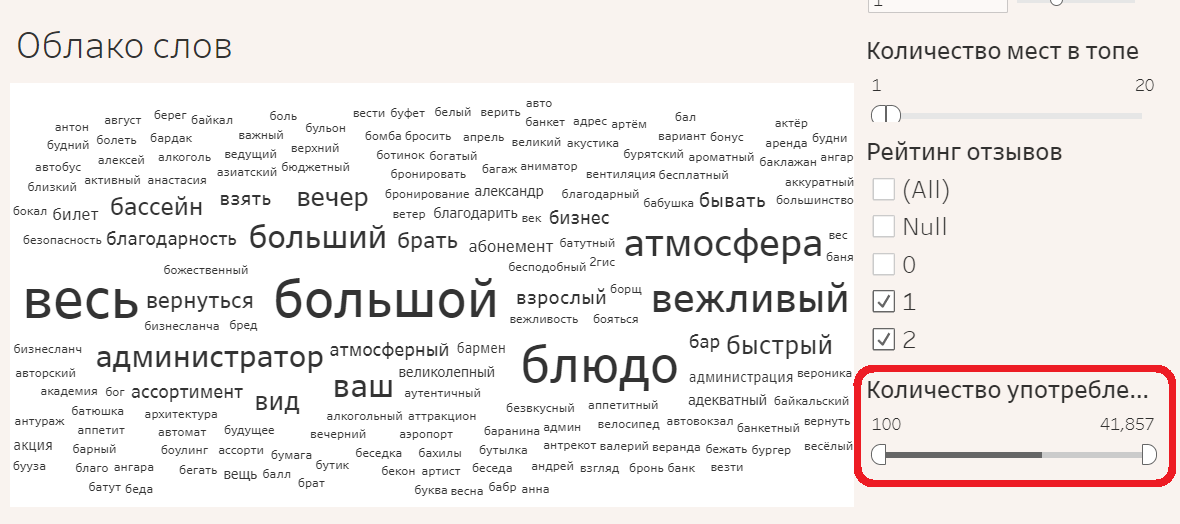 1
Облако слов
Количество мест в топе
1 20
Рейтинг отзывов
(All)
Null
0
1
2
Количество употребле...
100 41,857
авто
антон август берег байкал боль вести буфет белый верить банкет адрес артём бал актёр
будний болеть бардак важный бульон бомба бросить апрель великий акустика вариант бонус аренда будни
автобус алексей алкоголь ведущий верхний ботинок богатый бурятский ароматный баклажан ангар
близкий активный анастасия азиатский бюджетный бронировать багаж аниматор вентиляция бесплатный аккуратный
бокал билет бассейн взять вечер бронирование александр благодарный бабушка бывать большинство
ветер благодарить век бизнес
безопасность благодарность больший брать абонемент батутный атмосфера вес
баня
божественный бесподобный 2гис
весь вернуться большой взрослый борщ вежливый
бизнесланча бред вежливость бояться
бизнесланч администратор атмосферный бармен блюдо бар быстрый
авторский великолепный администрация вероника
академия бог ассортимент вид ваш аутентичный адекватный байкальский
антураж батюшка архитектура алкогольный аттракцион безвкусный аппетитный велосипед автовокзал вернуть
аппетит автомат будущее вечерний аэропорт баранина админ банкетный
акция барный боулинг ассорти бумага беседка бахилы бутылка антрекот валерий веранда бежать бургер весёлый
бууза благо ангара бегать вещь балл бутик бекон артист беседа андрей взгляд бронь банк везти
батут беда брат буква весна бабр анна